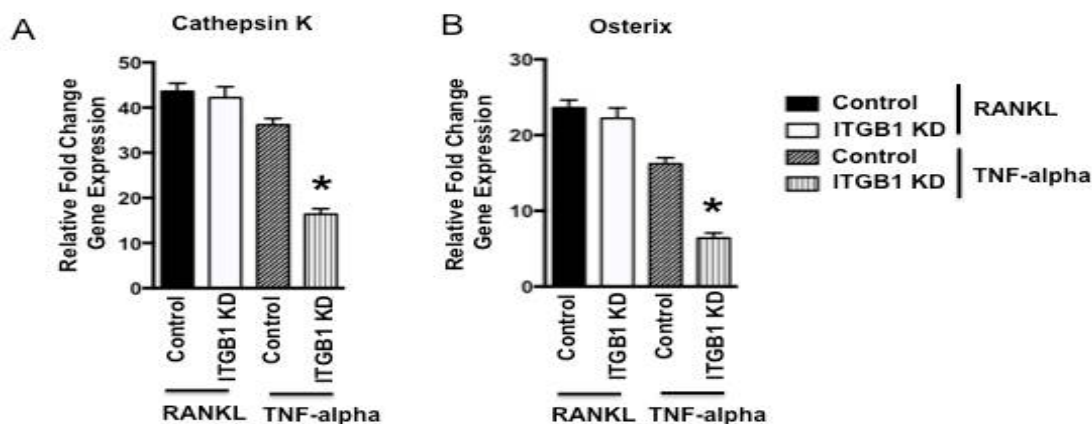 A
Cathepsin K
Relative Fold Change
Gene Expression
50
40
30
20
10
0
*
Control
ITGB1 KD
Control
ITGB1 KD
RANKL
TNF-alpha
B
Osterix
Relative Fold Change
Gene Expression
30
20
10
0
*
Control
ITGB1 KD
Control
ITGB1 KD
RANKL
TNF-alpha
Control
ITGB1 KD
RANKL
Control
ITGB1 KD
TNF-alpha